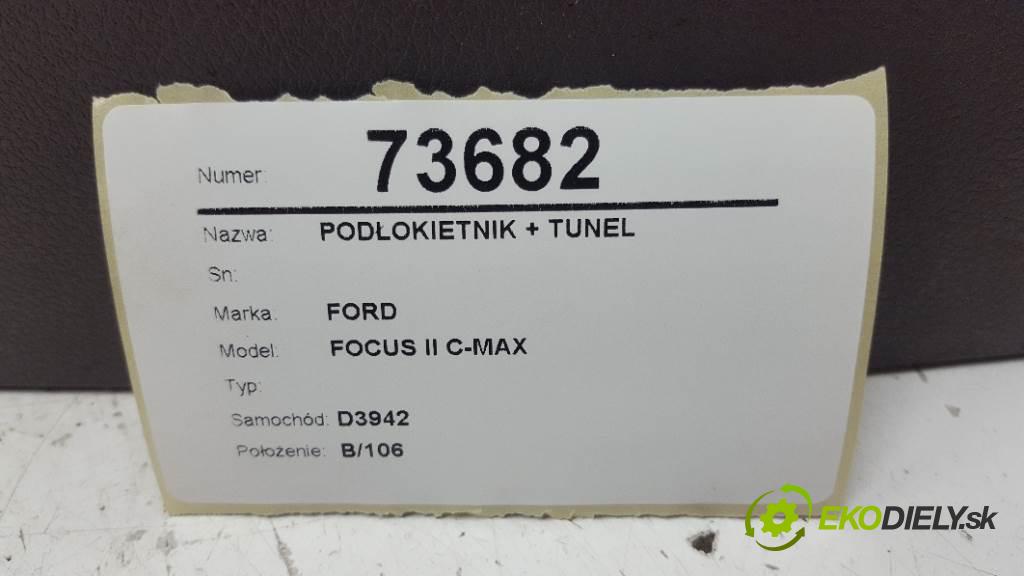 Numer: 73682
Nazwa: PODŁOKIETNIK + TUNEL
Sn:
Marka: FORD
Model: FOCUS II C-MAX
Typ:
Samochód: D3942
Położenie: B/106
EKODIELY.sk